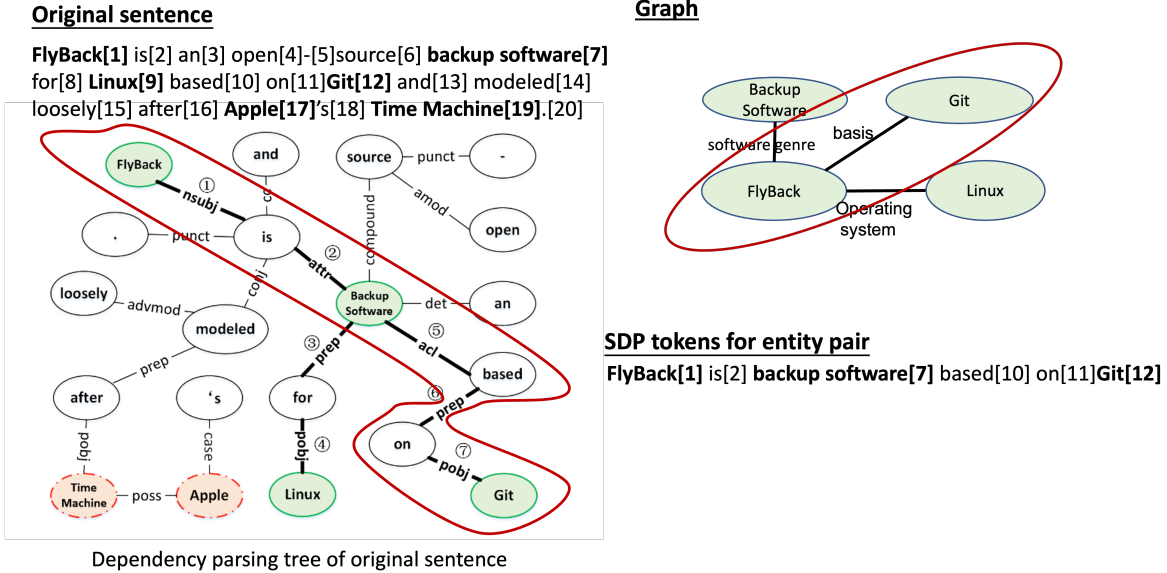 Original sentence
FlyBack[1] is[2] an[3] open[4]-[5]source[6] backup software[7]
for[8] Linux[9] based[10] on[11]Git[12] and[13] modeled[14]
loosely[15] after[16] Apple[17]’s[18] Time Machine[19].[20]
FlyBack
and
source
punct
-
①
nsubj
cc
amod
compound
open
.
punct
is
②
attr
loosely
advmod
conj
modeled
Backup
Software
det
an
prep
③
prep
⑤
acl
based
after
‘s
for
⑥
prep
pobj
case
pobj
④
on
⑦
pobj
Time
Machine
poss
Apple
Linux
Git
Dependency parsing tree of original sentence
Graph
Backup
Software
Git
basis
software genre
FlyBack
Linux
Operating
system
SDP tokens for entity pair
FlyBack[1] is[2] backup software[7] based[10] on[11]Git[12]